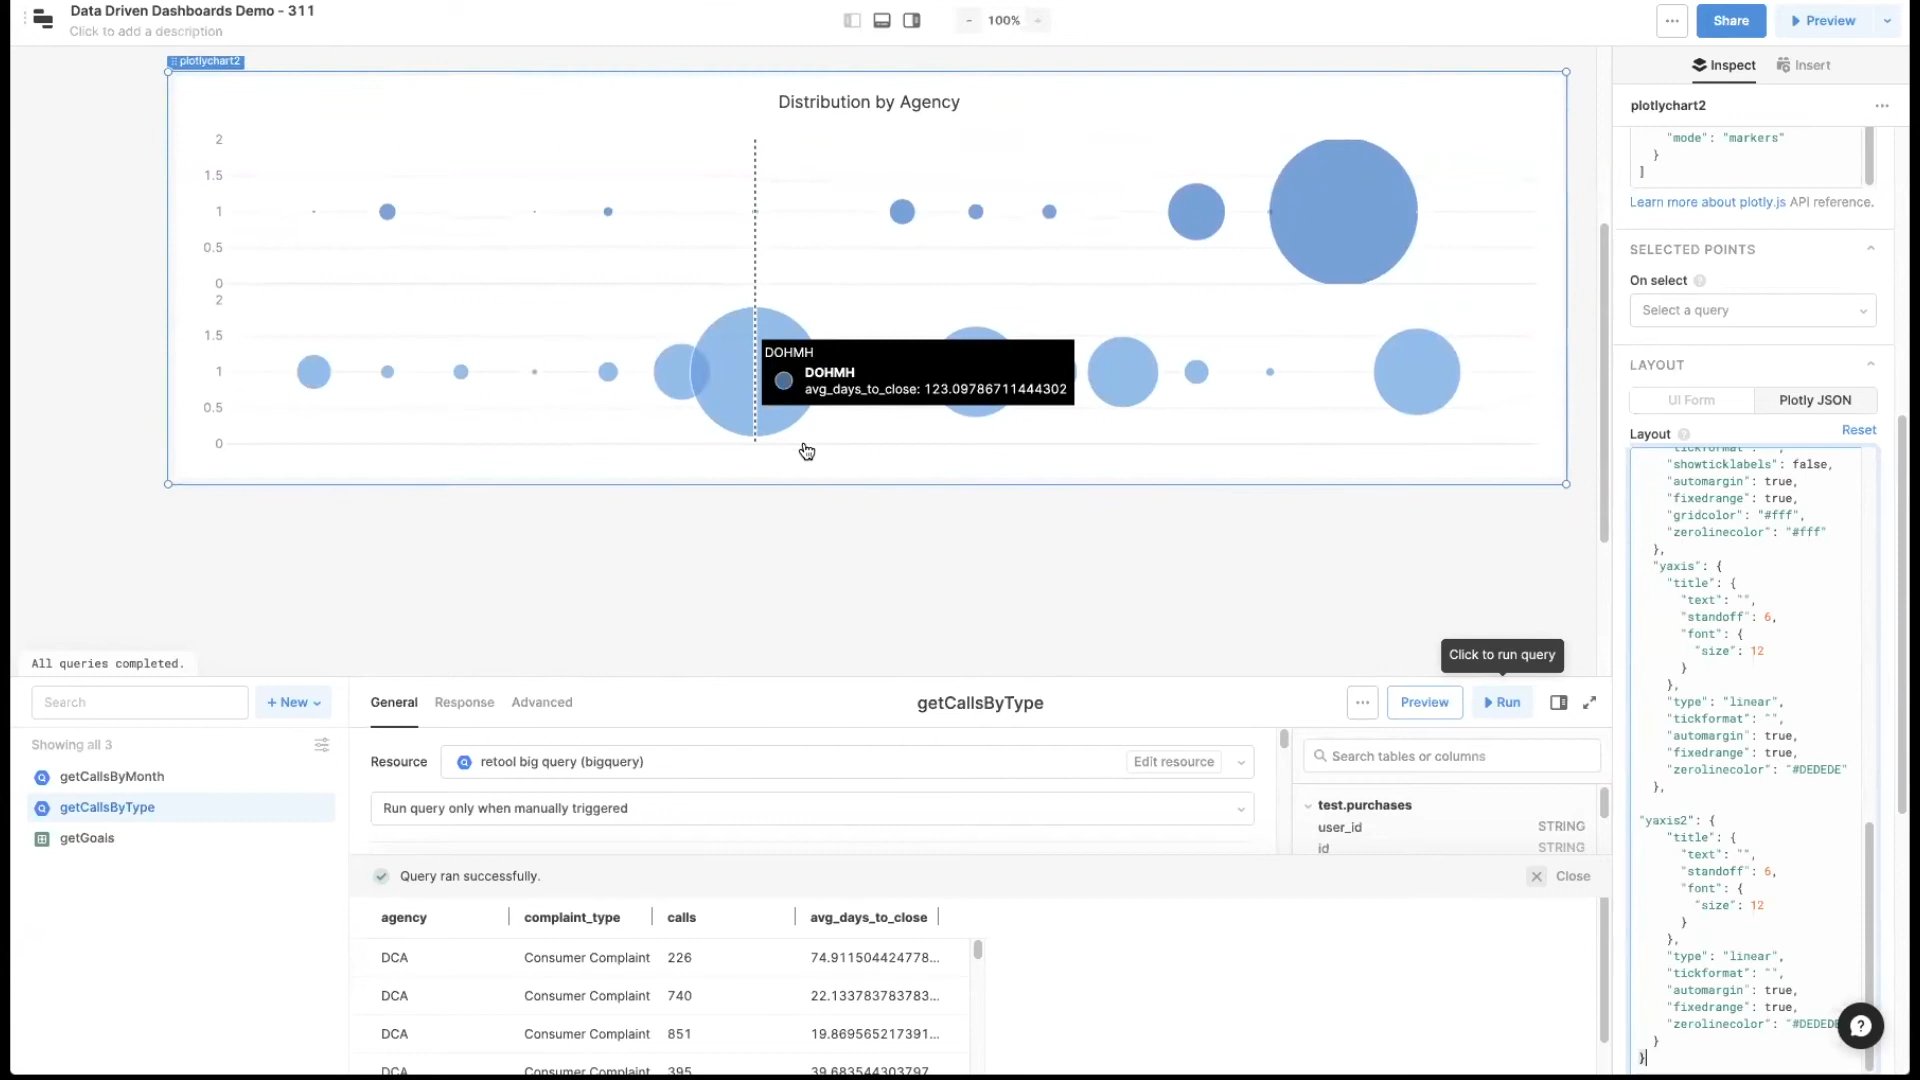 Data Driven Dashboards Demo - 311
Click to add a description
- 100% +
Share
Preview
plotlychart2
Distribution by Agency
2
1.5
1
0.5
0
2
1.5
1
0.5
0
DOHMH
DOHMH
avg_days_to_close: 123.09786711444302
Inspect
Insert
plotlychart2
"mode": "markers"
}
]
Learn more about plotly.js API reference.
SELECTED POINTS
On select
Select a query
LAYOUT
UI Form
Plotly JSON
Layout
Reset
"tickformat": "",
"showticklabels": false,
"automargin": true,
"fixedrange": true,
"gridcolor": "#fff",
"zerolinecolor": "#fff"
},
"yaxis": {
"title": {
"text": "",
"standoff": 6,
"font": {
"size": 12
}
},
"type": "linear",
"tickformat": "",
"automargin": true,
"fixedrange": true,
"zerolinecolor": "#DEDEDE"
},
"yaxis2": {
"title": {
"text": "",
"standoff": 6,
"font": {
"size": 12
}
},
"type": "linear",
"tickformat": "",
"automargin": true,
"fixedrange": true,
"zerolinecolor": "#DEDEDE
}
}
All queries completed.
Search
+ New
Showing all 3
getCallsByMonth
getCallsByType
getGoals
General
Response
Advanced
getCallsByType
Click to run query
Preview
Run
Resource
retool big query (bigquery)
Edit resource
Run query only when manually triggered
Search tables or columns
test.purchases
user_id STRING
id STRING
Query ran successfully.
Close
agency complaint_type calls avg_days_to_close
DCA Consumer Complaint 226 74.911504424778...
DCA Consumer Complaint 740 22.133783783783...
DCA Consumer Complaint 851 19.869565217391...
DCA Consumer Complaint 395 39.683544303797...